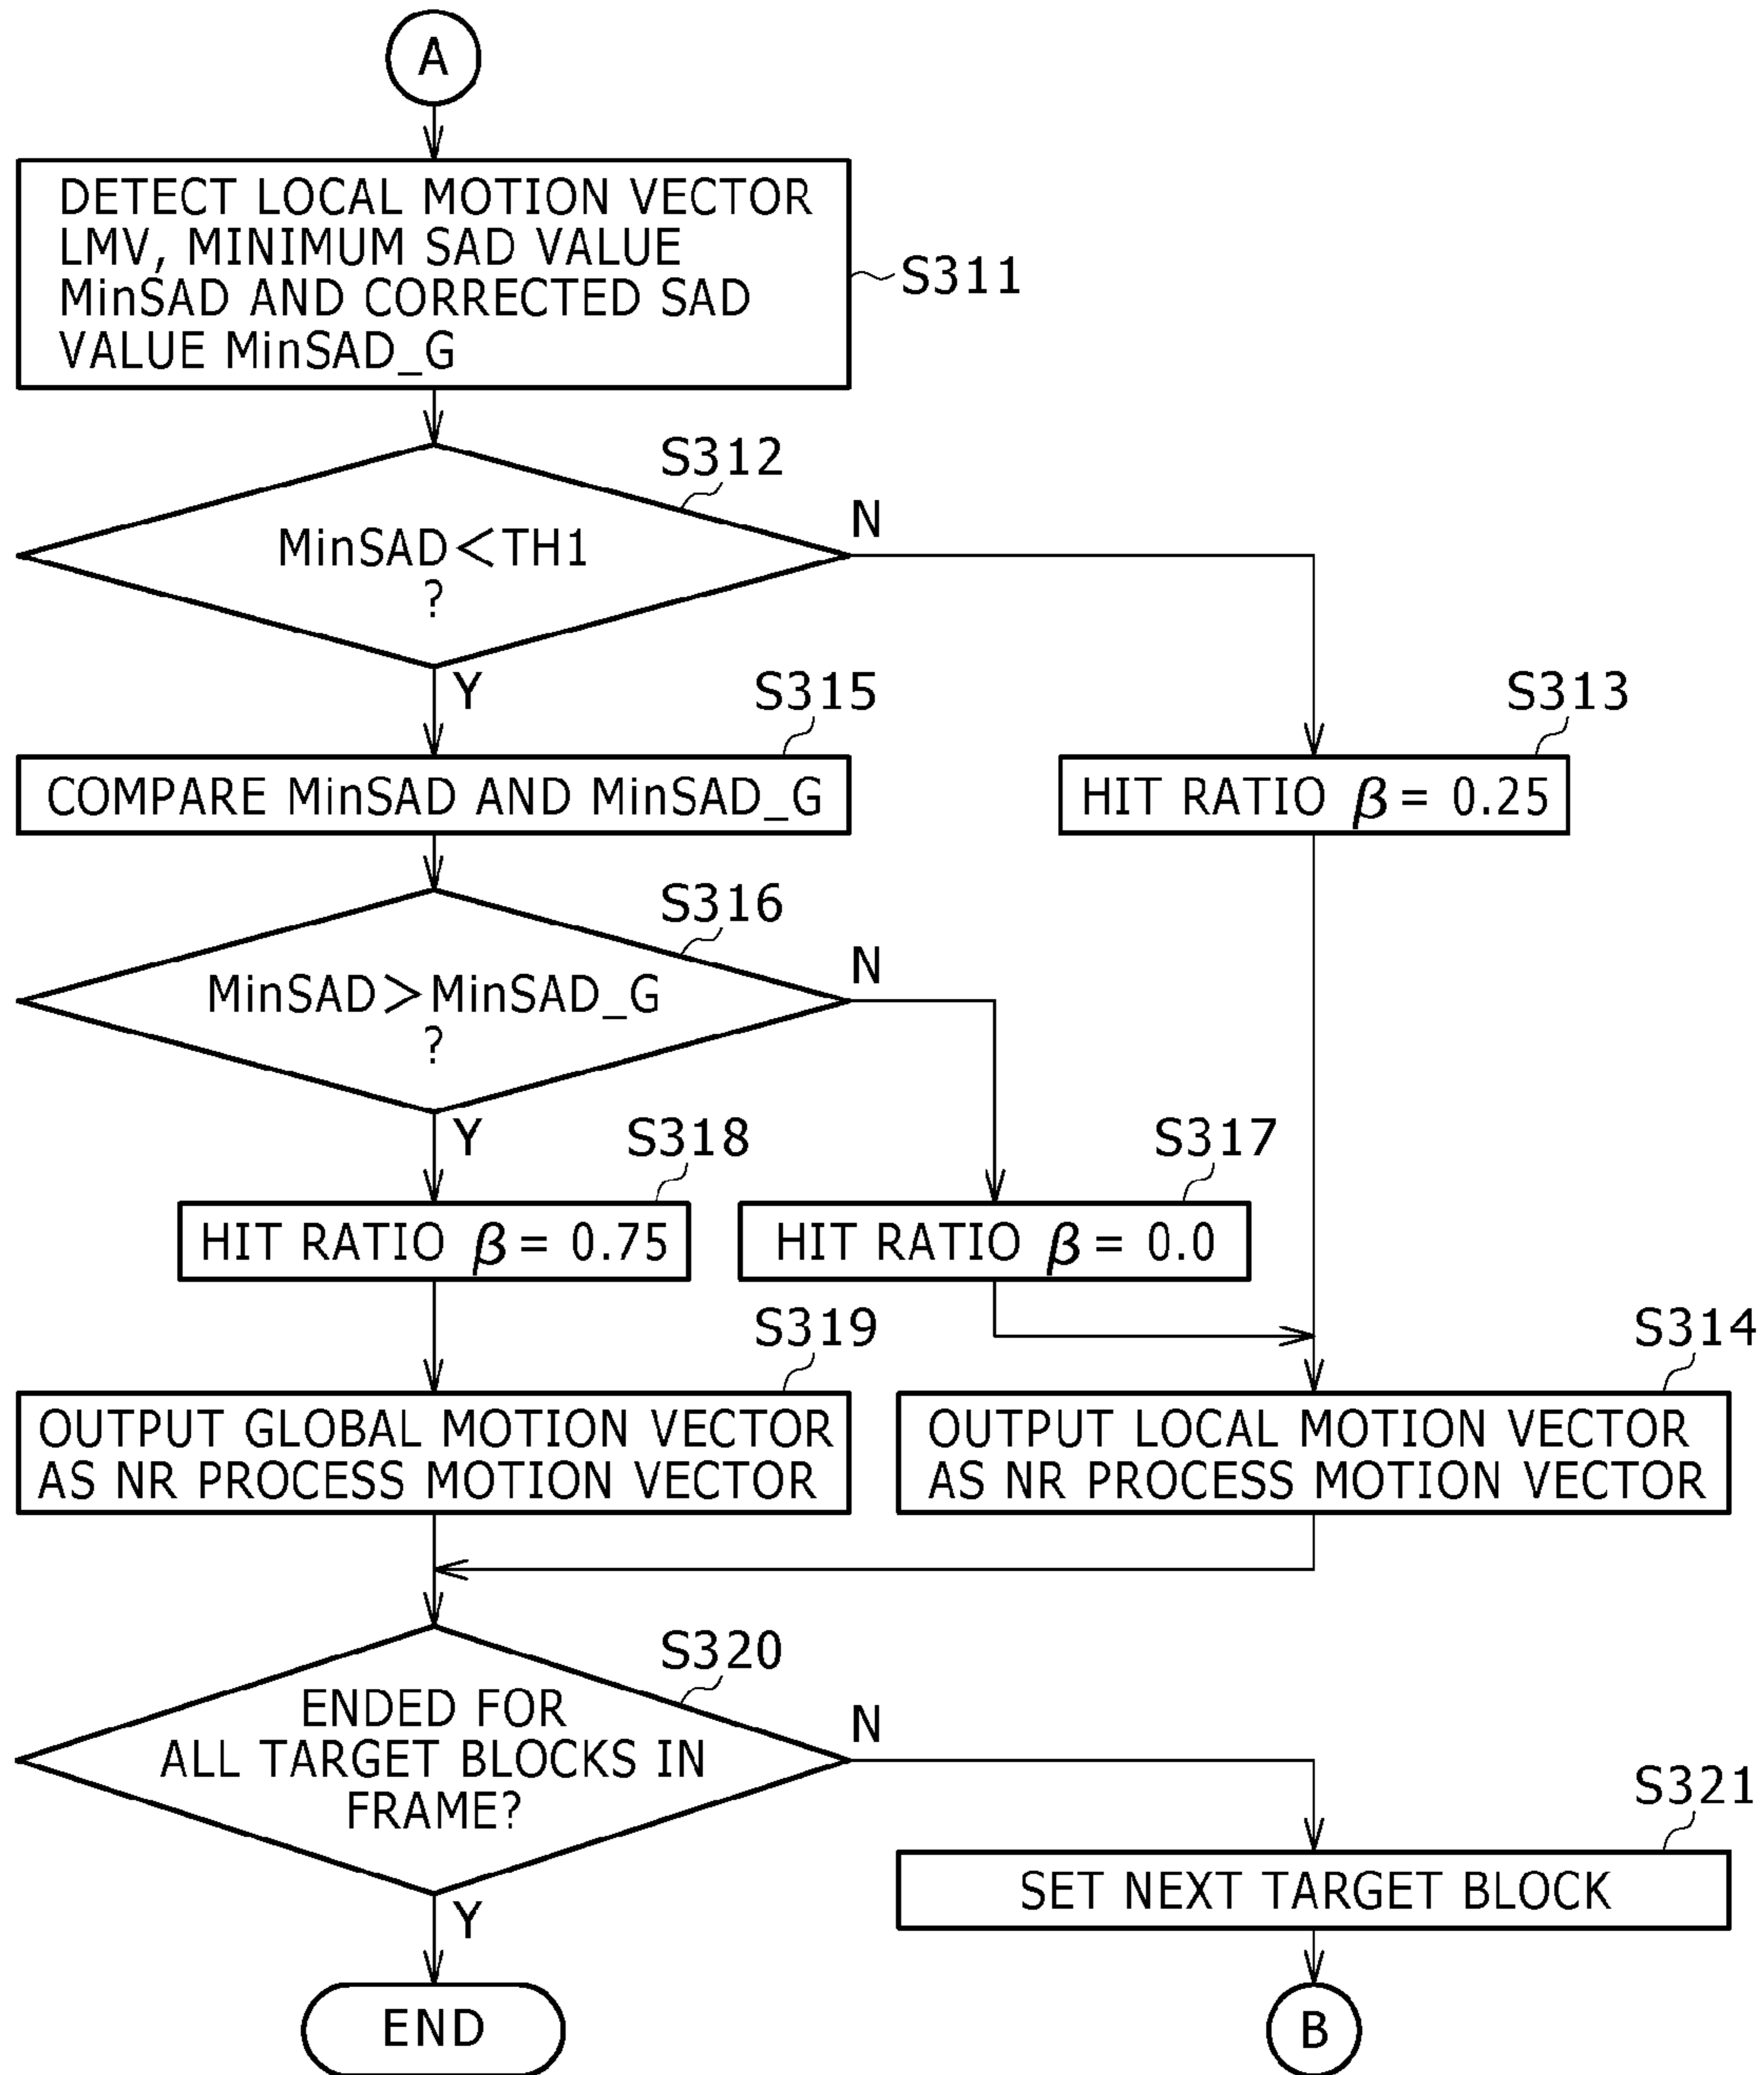 A
DETECT LOCAL MOTION VECTOR
LMV, MINIMUM SAD VALUE
MinSAD AND CORRECTED SAD
VALUE MinSAD_G
S311
S312
MinSAD<TH1
?
N
Y
S315
S313
COMPARE MinSAD AND MinSAD_G
HIT RATIO β = 0.25
S316
MinSAD>MinSAD_G
?
N
Y
S318
S317
HIT RATIO β = 0.75
HIT RATIO β = 0.0
S319
S314
OUTPUT GLOBAL MOTION VECTOR
AS NR PROCESS MOTION VECTOR
OUTPUT LOCAL MOTION VECTOR
AS NR PROCESS MOTION VECTOR
S320
ENDED FOR
ALL TARGET BLOCKS IN
FRAME?
N
Y
S321
SET NEXT TARGET BLOCK
END
B